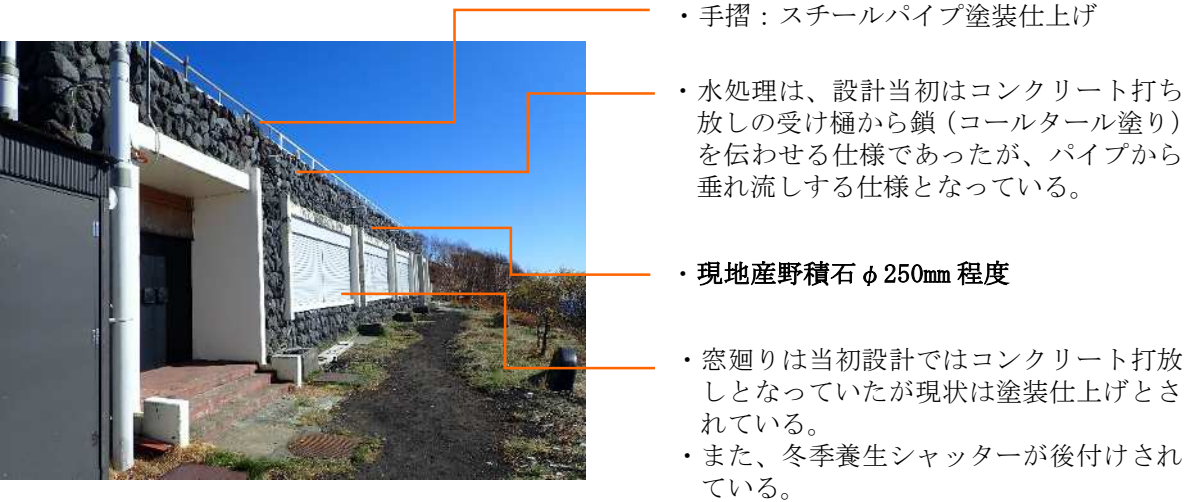 ・手摺：スチールパイプ塗装仕上げ
・水処理は、設計当初はコンクリート打ち
放しの受け樋から鎖（コールタール塗り）
を伝わせる仕様であったが、パイプから
垂れ流しする仕様となっている。
・現地産野積石φ250㎜程度
・窓廻りは当初設計ではコンクリート打放
しとなっていたが現状は塗装仕上げとさ
れている。
・また、冬季養生シャッターが後付けされ
ている。